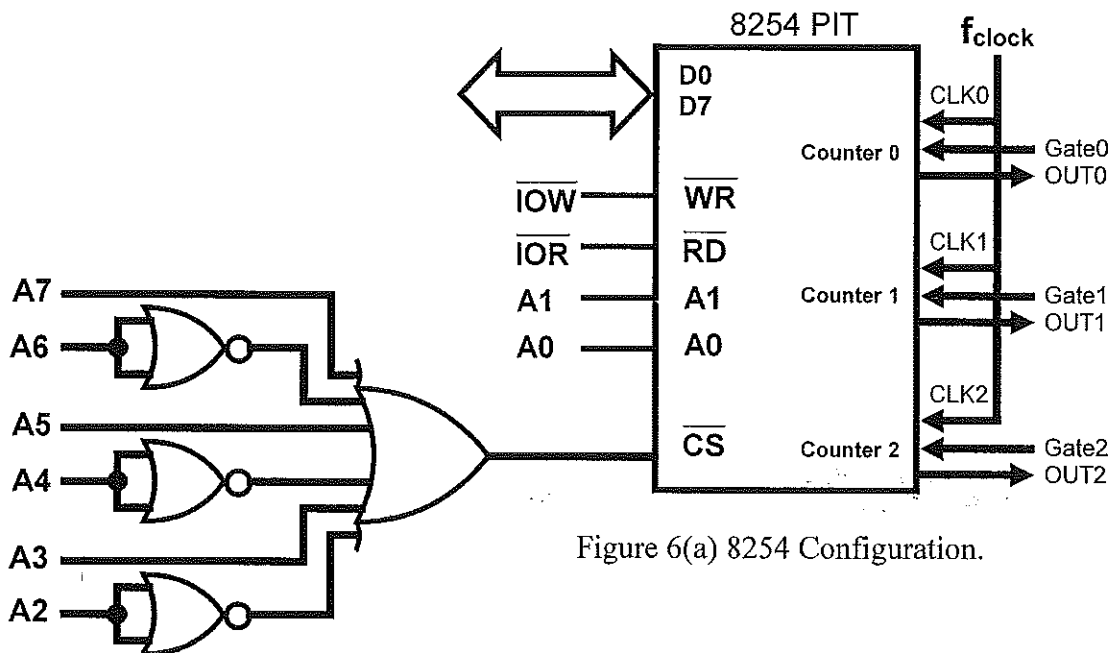 8254 PIT
fclock
D0
D7
CLK0
Counter 0
Gate0
OUT0
IOW
WR
IOR
RD
CLK1
A7
A1
A1
Counter 1
Gate1
OUT1
A6
A0
A0
CLK2
A5
CS
Counter 2
Gate2
OUT2
A4
A3
A2
Figure 6(a) 8254 Configuration.